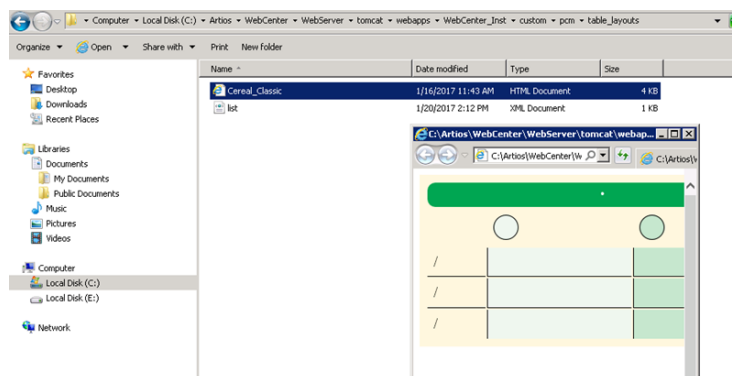 Computer ▾ Local Disk (C:) ▾ Artios ▾ WebCenter ▾ WebServer ▾ tomcat ▾ webapps ▾ WebCenter_Inst ▾ custom ▾ pcm ▾ table_layouts
Organize Open Share with Print New folder
Name Date modified Type Size
Favorites
Desktop
Downloads
Recent Places
Libraries
Documents
My Documents
Public Documents
Music
Pictures
Videos
Computer
Local Disk (C:)
Local Disk (E:)
Network
Cereal_Classic 1/16/2017 11:43 AM HTML Document 4 KB
list 1/20/2017 2:12 PM XML Document 1 KB
C:\Artios\WebCenter\WebServer\tomcat\webap...
C:\Artios\WebCenter\W C:\Artios\W
/
/
/